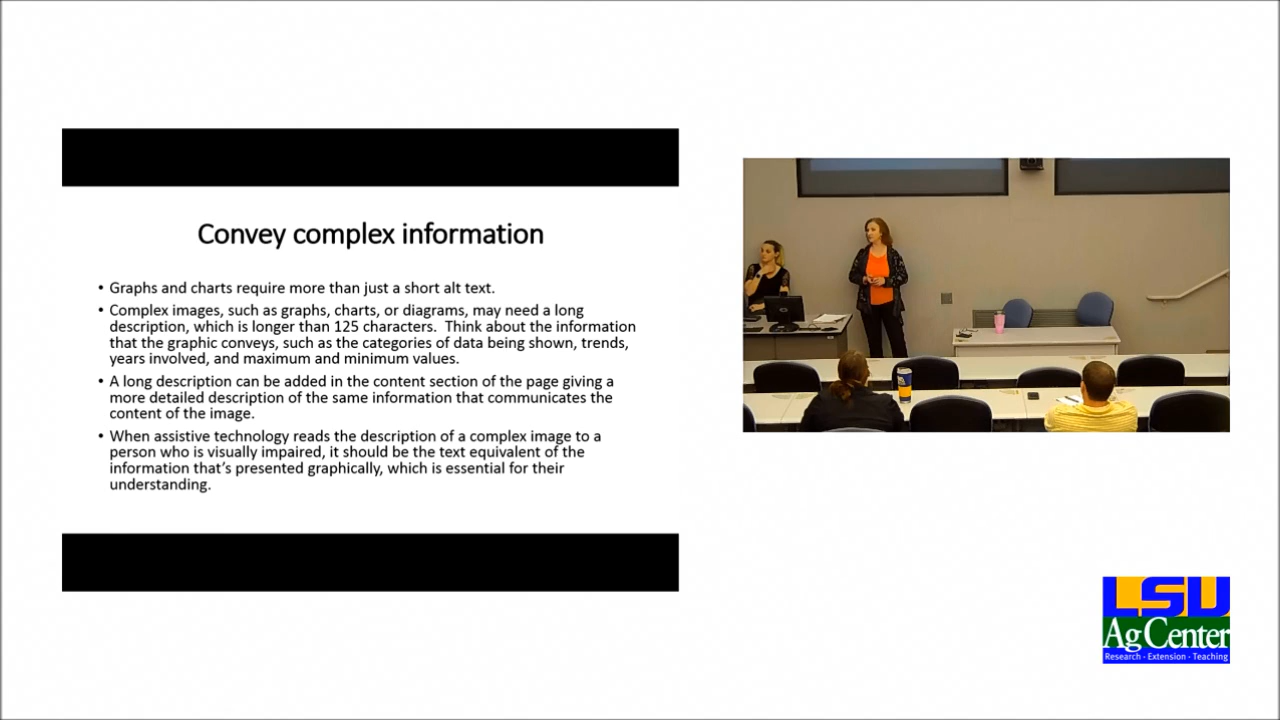 Convey complex information
• Graphs and charts require more than just a short alt text.
• Complex images, such as graphs, charts, or diagrams, may need a long
description, which is longer than 125 characters.  Think about the information
that the graphic conveys, such as the categories of data being shown, trends,
years involved, and maximum and minimum values.
• A long description can be added in the content section of the page giving a
more detailed description of the same information that communicates the
content of the image.
• When assistive technology reads the description of a complex image to a
person who is visually impaired, it should be the text equivalent of the
information that’s presented graphically, which is essential for their
understanding.
LSU
AgCenter
Research - Extension - Teaching